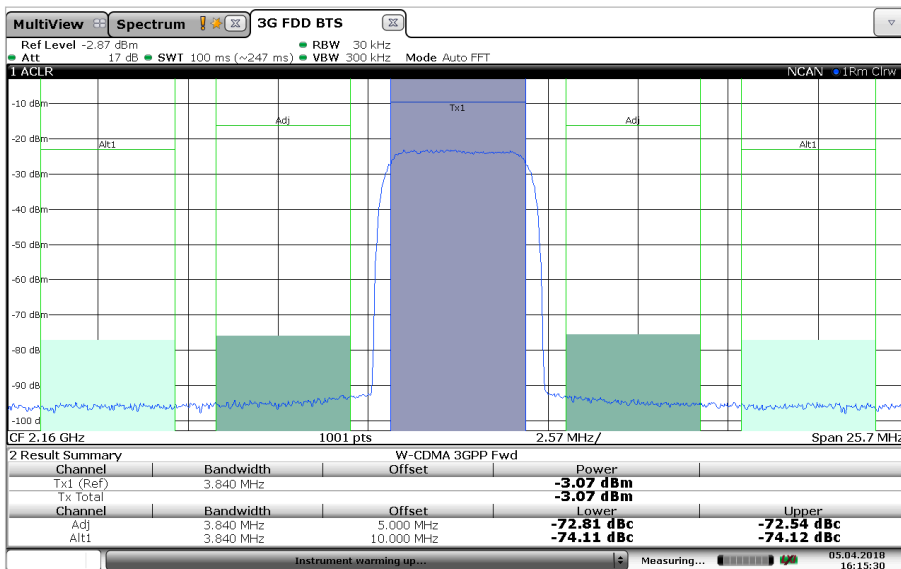 MultiView Spectrum ! X 3G FDD BTS X
Ref Level -2.87 dBm RBW 30 kHz
Att 17 dB SWT 100 ms (~247 ms) VBW 300 kHz Mode Auto FFT
1 ACLR NCAN 1Rm Clrw
-10 dBm
Tx1
Adj Adj
-20 dBm
Alt1 Alt1
-30 dBm
-40 dBm
-50 dBm
-60 dBm
-70 dBm
-80 dB
-90 dBm
-100 d
CF 2.16 GHz 1001 pts 2.57 MHz/ Span 25.7 MHz
2 Result Summary W-CDMA 3GPP Fwd
Channel Bandwidth Offset Power
Tx1 (Ref) 3.840 MHz -3.07 dBm
Tx Total -3.07 dBm
Channel Bandwidth Offset Lower Upper
Adj 3.840 MHz 5.000 MHz -72.81 dBc -72.54 dBc
Alt1 3.840 MHz 10.000 MHz -74.11 dBc -74.12 dBc
Instrument warming up... Measuring... 05.04.2018
16:15:30